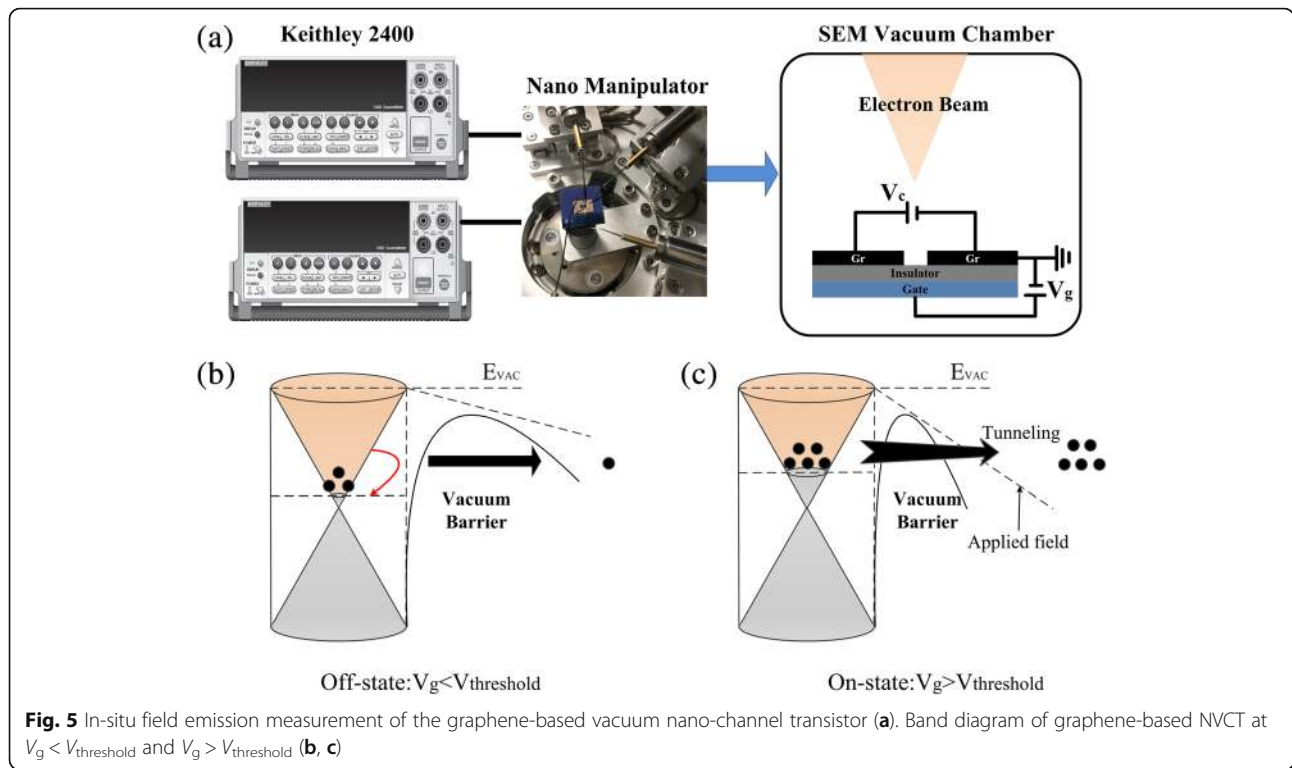 (a)
Keithley 2400
SEM Vacuum Chamber
Nano Manipulator
Electron Beam
Vc
Gr
Gr
Insulator
Gate
Vg
(b)
EVAC
Vacuum
Barrier
Off-state:Vg<Vthreshold
(c)
EVAC
Tunneling
Vacuum
Barrier
Applied field
On-state:Vg>Vthreshold
Fig. 5 In-situ field emission measurement of the graphene-based vacuum nano-channel transistor (a). Band diagram of graphene-based NVCT at
Vg < Vthreshold and Vg > Vthreshold (b, c)